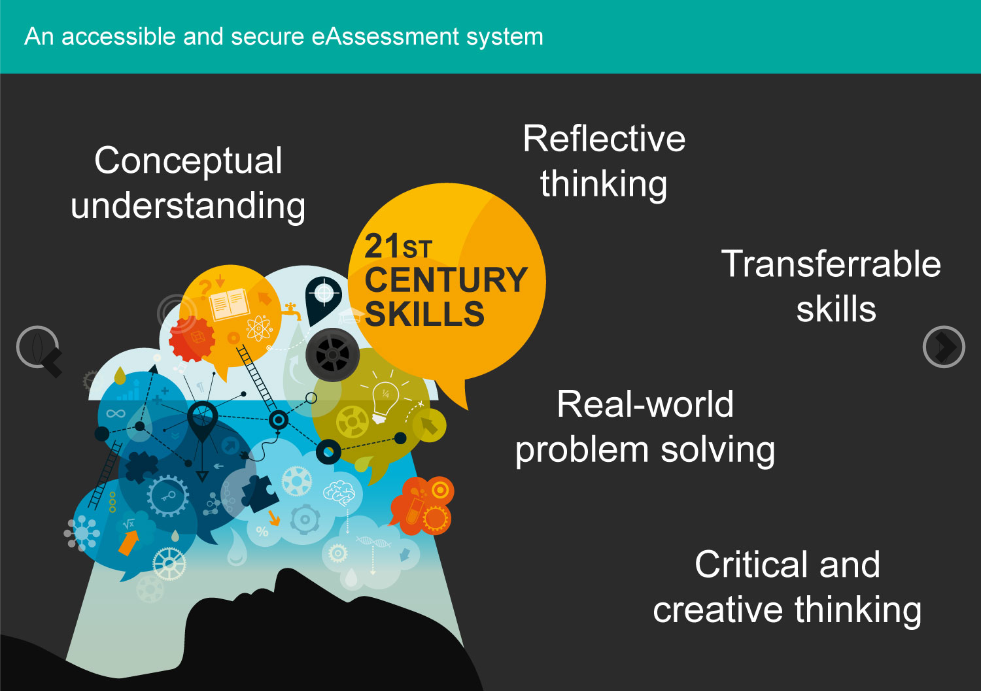 An accessible and secure eAssessment system
Conceptual
understanding
Reflective
thinking
21ST
CENTURY
SKILLS
Transferrable
skills
Real-world
problem solving
Critical and
creative thinking
%